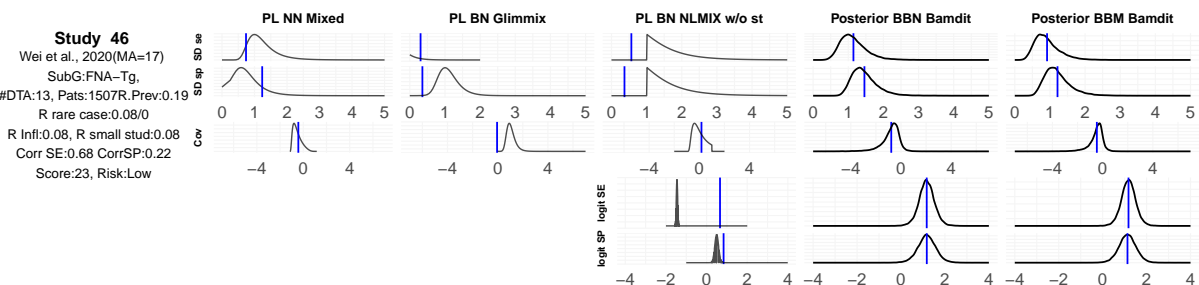 PL NN Mixed PL BN Glimmix PL BN NLMIX w/o st Posterior BBN Bamdit Posterior BBM Bamdit
Study 46
Wei et al., 2020(MA=17)
SubG:FNA−Tg,
#DTA:13, Pats:1507R.Prev:0.19
R rare case:0.08/0
R Infl:0.08, R small stud:0.08
Corr SE:0.68 CorrSP:0.22
Score:23, Risk:Low
SD se
SD sp
0 1 2 3 4 5 0 1 2 3 4 5 0 1 2 3 4 5 0 1 2 3 4 5 0 1 2 3 4 5
Cov
−4 0 4 −4 0 4 −4 0 4 −4 0 4 −4 0 4
logit SE
logit SP
−4 −2 0 2 4 −4 −2 0 2 4 −4 −2 0 2 4